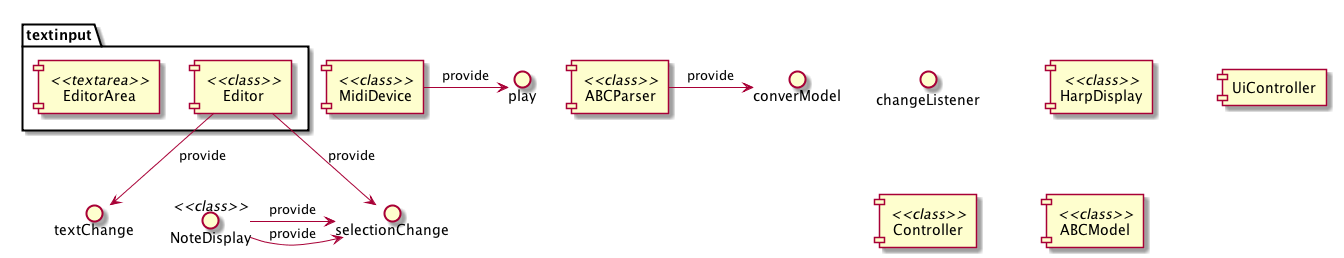 textinput
<<textarea>>
EditorArea
<<class>>
Editor
<<class>>
MidiDevice
provide
play
<<class>>
ABCParser
provide
converModel
changeListener
<<class>>
HarpDisplay
UiController
provide
provide
textChange
<<class>>
NoteDisplay
provide
provide
selectionChange
<<class>>
Controller
<<class>>
ABCModel